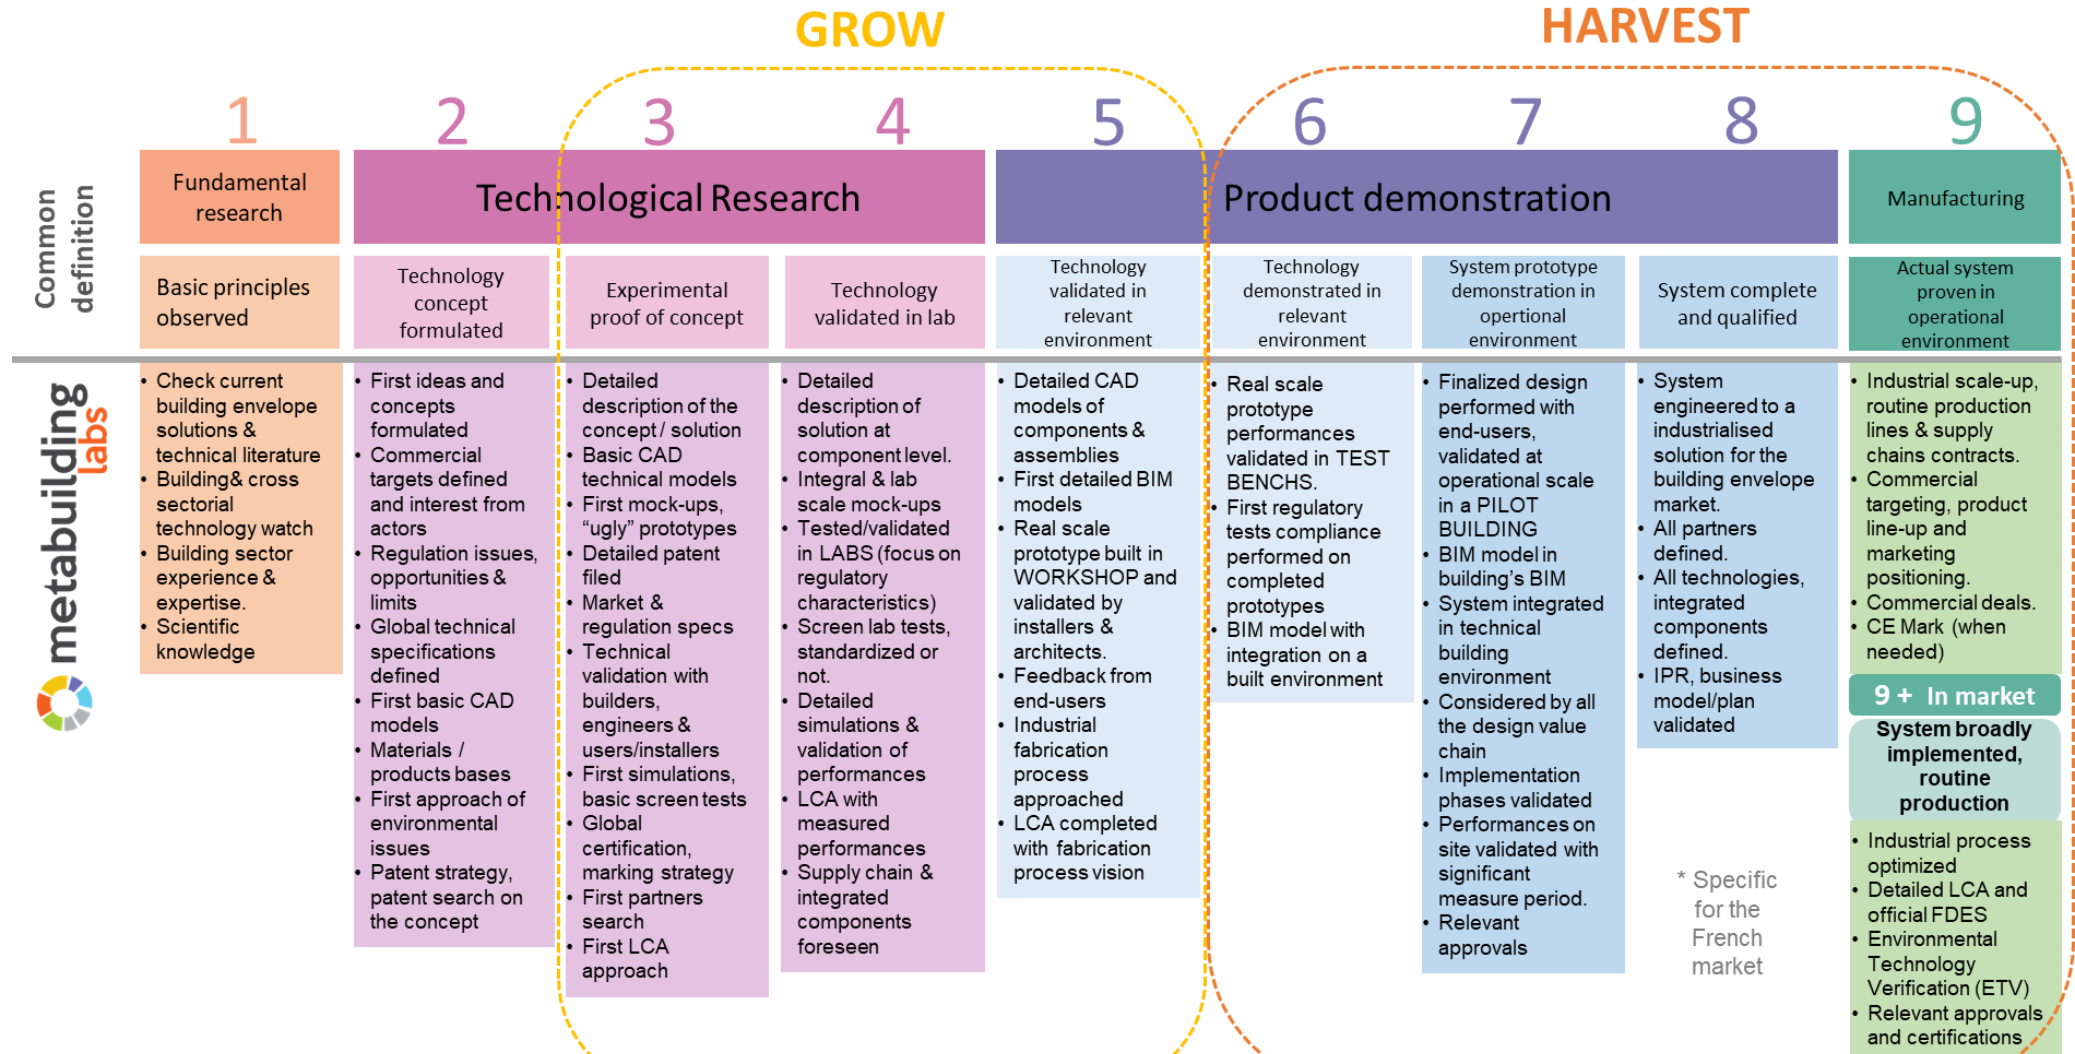 GROW
HARVEST
1
2
3
4
5
6
7
8
9
Common
definition
Fundamental
research
Technological Research
Product demonstration
Manufacturing
Basic principles
observed
Technology
concept
formulated
Experimental
proof of concept
Technology
validated in lab
Technology
validated in
relevant
environment
Technology
demonstrated in
relevant
environment
System prototype
demonstration in
opertional
environment
System complete
and qualified
Actual system
proven in
operational
environment
metabuilding
labs
• Check current
building envelope
solutions &
technical literature
• Building& cross
sectorial
technology watch
• Building sector
experience &
expertise.
• Scientific
knowledge
• First ideas and
concepts
formulated
• Commercial
targets defined
and interest from
actors
• Regulation issues,
opportunities &
limits
• Global technical
specifications
defined
• First basic CAD
models
• Materials /
products bases
• First approach of
environmental
issues
• Patent strategy,
patent search on
the concept
• Detailed
description of the
concept / solution
• Basic CAD
technical models
• First mock-ups,
“ugly” prototypes
• Detailed patent
filed
• Market &
regulation specs
• Technical
validation with
builders,
engineers &
users/installers
• First simulations,
basic screen tests
• Global
certification,
marking strategy
• First partners
search
• First LCA
approach
• Detailed
description of
solution at
component level.
• Integral & lab
scale mock-ups
• Tested/validated
in LABS (focus on
regulatory
characteristics)
• Screen lab tests,
standardized or
not.
• Detailed
simulations &
validation of
performances
• LCA with
measured
performances
• Supply chain &
integrated
components
foreseen
• Detailed CAD
models of
components &
assemblies
• First detailed BIM
models
• Real scale
prototype built in
WORKSHOP and
validated by
installers &
architects.
• Feedback from
end-users
• Industrial
fabrication
process
approached
• LCA completed
with fabrication
process vision
• Real scale
prototype
performances
validated in TEST
BENCHS.
• First regulatory
tests compliance
performed on
completed
prototypes
• BIM model with
integration on a
built environment
• Finalized design
performed with
end-users,
validated at
operational scale
in a PILOT
BUILDING
• BIM model in
building’s BIM
• System integrated
in technical
building
environment
• Considered by all
the design value
chain
• Implementation
phases validated
• Performances on
site validated with
significant
measure period.
• Relevant
approvals
• System
engineered to a
industrialised
solution for the
building envelope
market.
• All partners
defined.
• All technologies,
integrated
components
defined.
• IPR, business
model/plan
validated
* Specific
for the
French
market
• Industrial scale-up,
routine production
lines & supply
chains contracts.
• Commercial
targeting, product
line-up and
marketing
positioning.
• Commercial deals.
• CE Mark (when
needed)
9 + In market
System broadly
implemented,
routine
production
• Industrial process
optimized
• Detailed LCA and
official FDES
• Environmental
Technology
Verification (ETV)
• Relevant approvals
and certifications